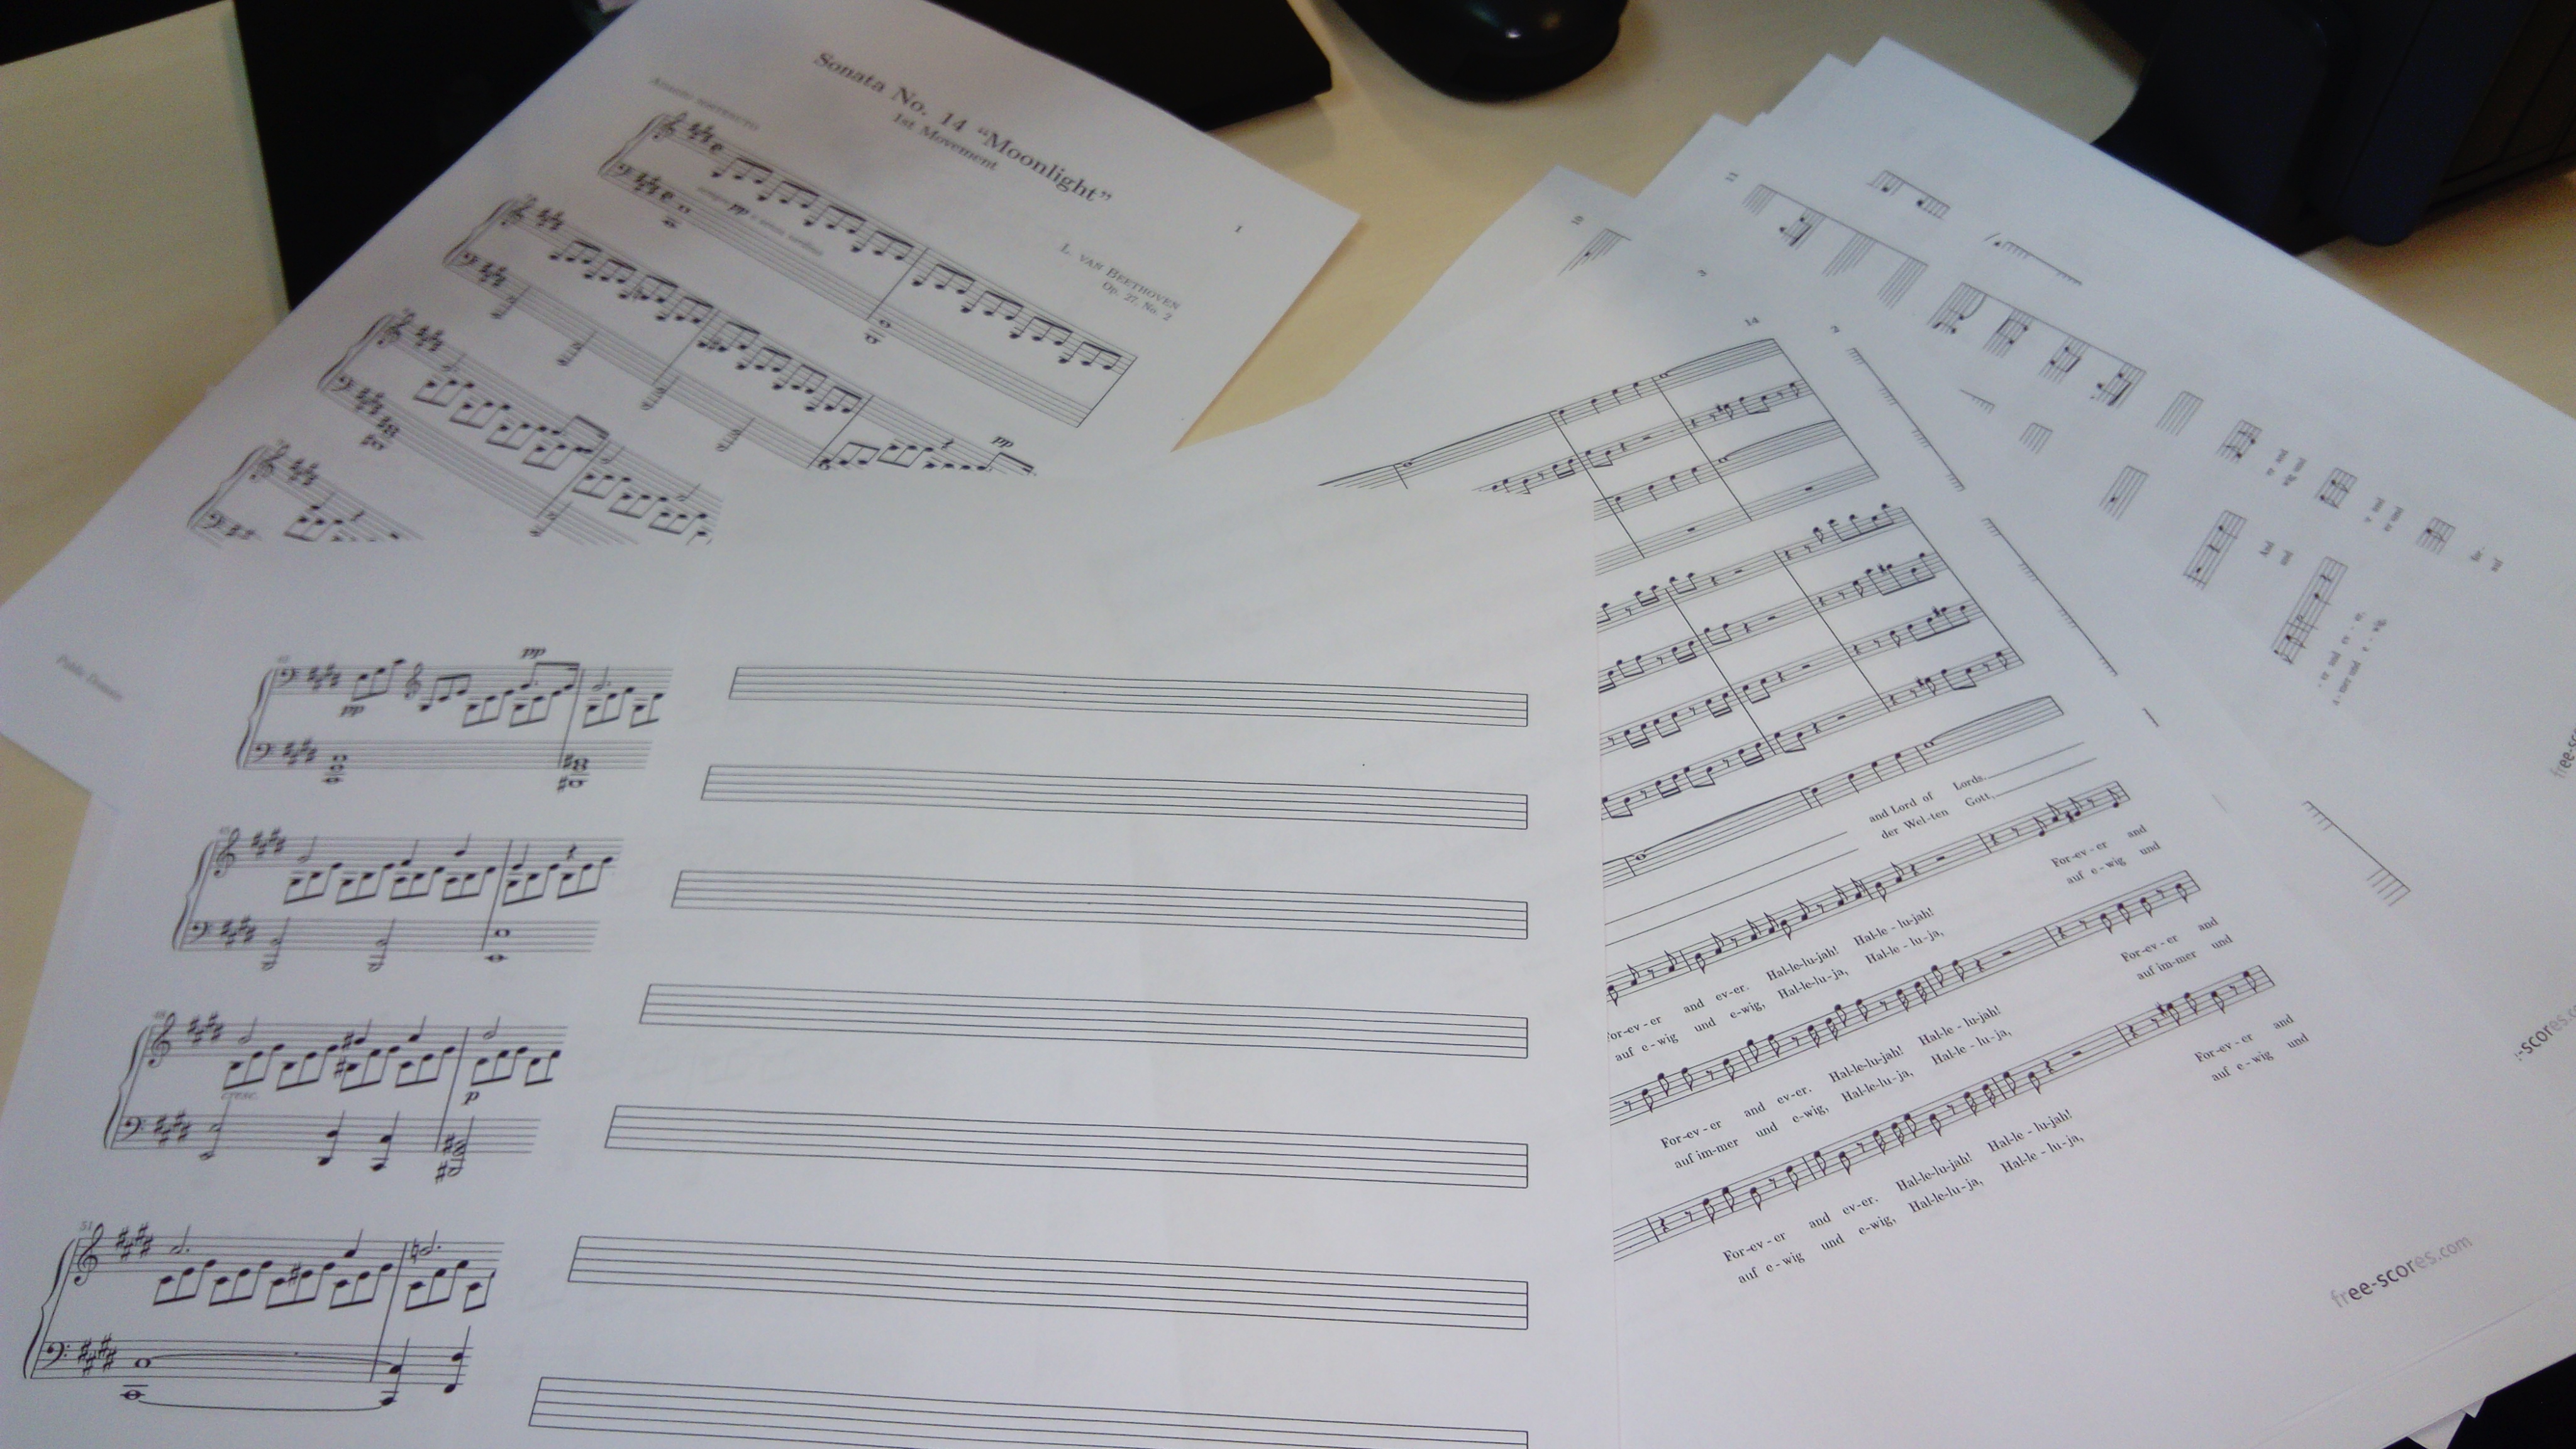 Sonata No. 14 “Moonlight”
1st Movement
1
L. VAN BEETHOVEN
Op. 27, No. 2
Adagio sostenuto
pp
pp
Public Domain
pp
pp
cresc.
p
51
10
11
3
14
2
and Lord of Lords.
der Wel-ten Gott,
For-ev-er and
auf e-wig und
For-ev-er and ev-er. Hal-le-lu-jah! Hal-le-lu-jah!
auf e-wig und e-wig, Hal-le-lu-ja, Hal-le-lu-ja,
For-ev-er and
auf im-mer und
For-ev-er and ev-er. Hal-le-lu-jah! Hal-le-lu-jah!
auf im-mer und e-wig, Hal-le-lu-ja, Hal-le-lu-ja,
For-ev-er and
auf e-wig und
For-ev-er and ev-er. Hal-le-lu-jah! Hal-le-lu-jah!
auf e-wig und e-wig, Hal-le-lu-ja, Hal-le-lu-ja,
free-scores.com